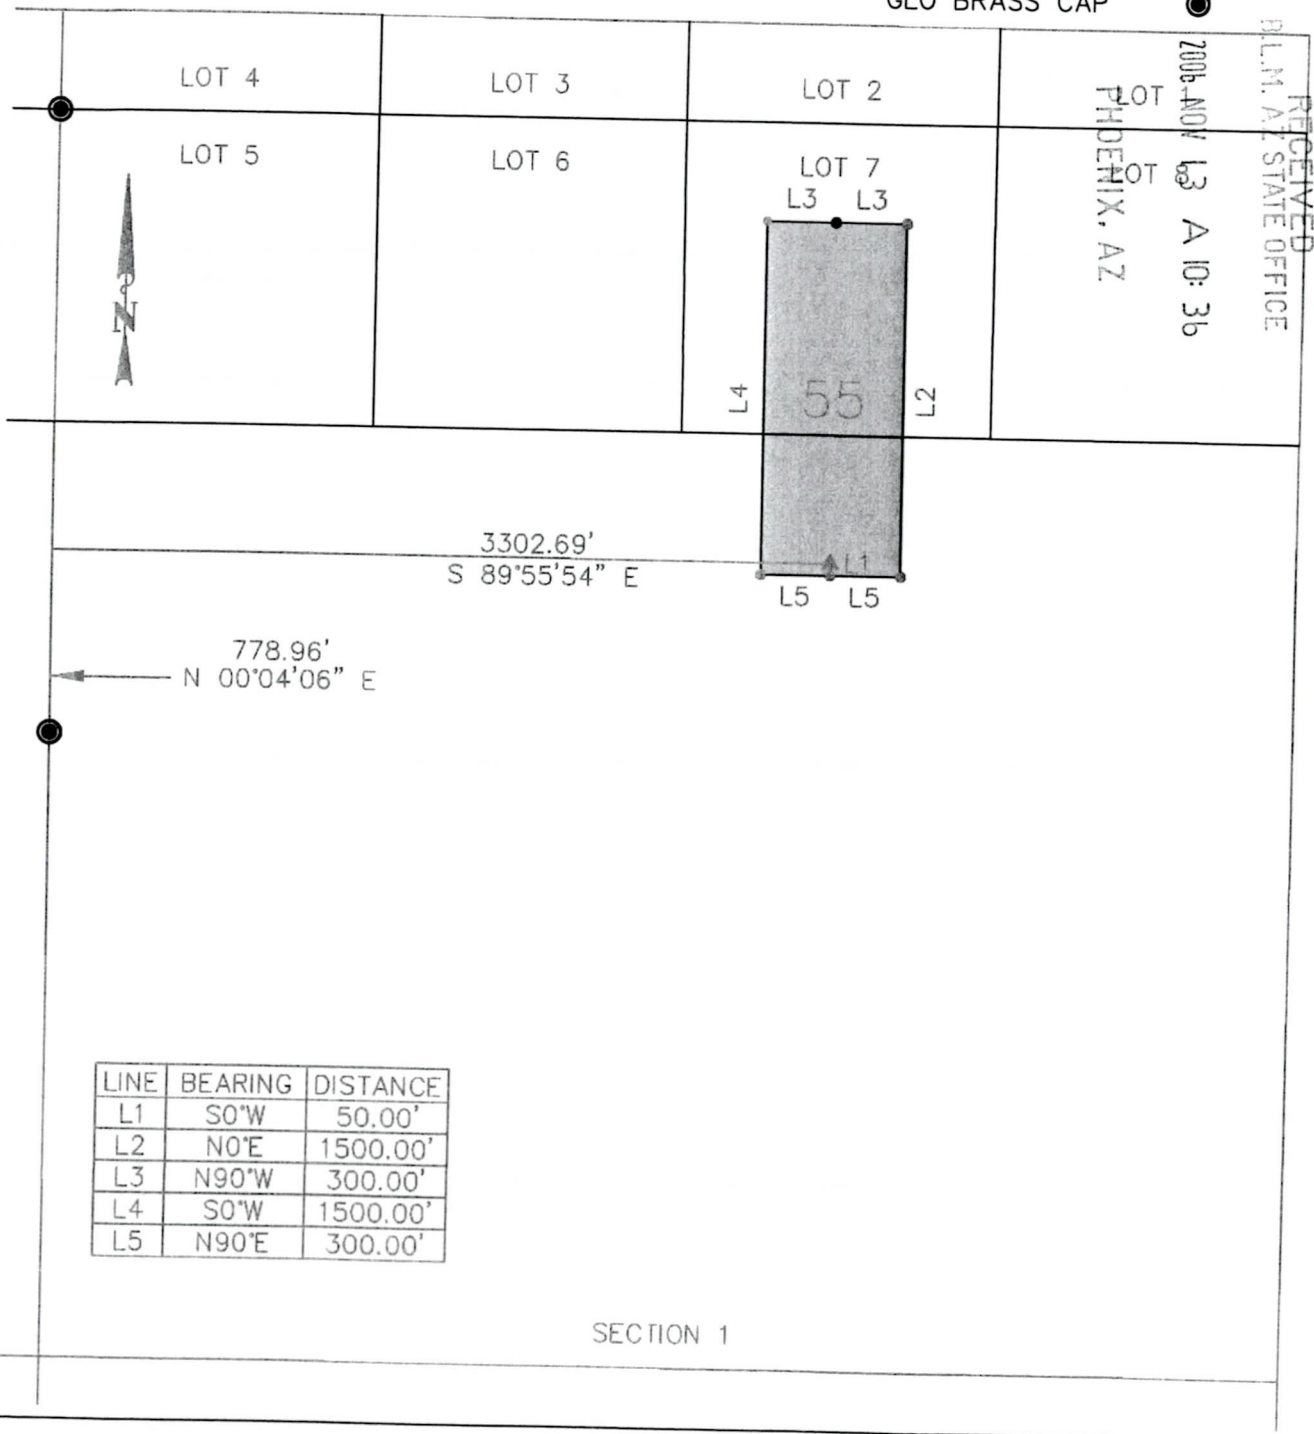 GLO BRASS CAP
RECEIVED
B.L.M. AZ STATE OFFICE
2006 NOV 13 A 10:36
PHOENIX, AZ
LOT 4
LOT 3
LOT 2
LOT
LOT 5
LOT 6
LOT 7
LOT 8
L3 L3
N
L4
55
L2
3302.69'
S 89°55'54" E
L1
L5 L5
778.96'
N 00°04'06" E
LINE BEARING DISTANCE
L1 S0°W 50.00'
L2 N0°E 1500.00'
L3 N90°W 300.00'
L4 S0°W 1500.00'
L5 N90°E 300.00'
SECTION 1